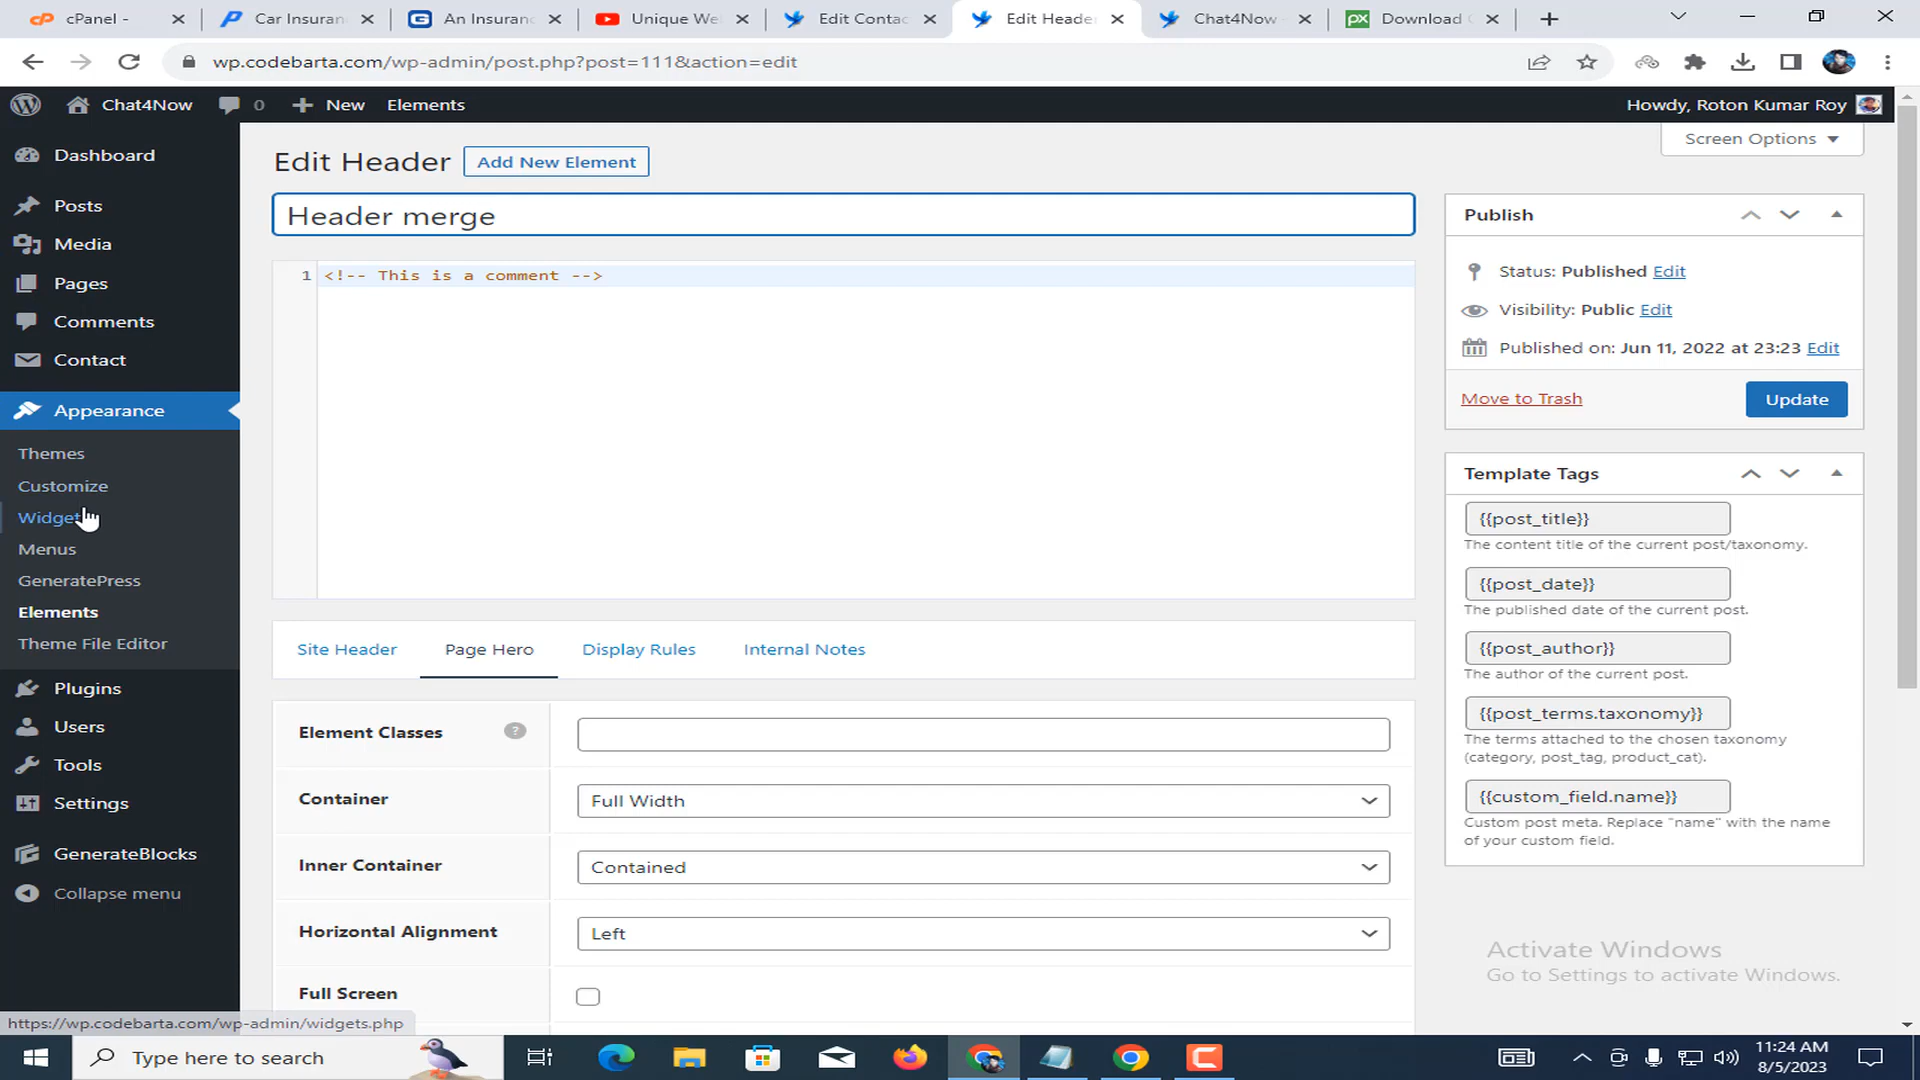 cPanel -
Car Insuran
An Insuranc
Unique We
Edit Contac
Edit Header
Chat4Now -
Download
wp.codebarta.com/wp-admin/post.php?post=111&action=edit
Chat4Now
0
New
Elements
Howdy, Roton Kumar Roy
Screen Options
Dashboard
Posts
Media
Pages
Comments
Contact
Appearance
Themes
Customize
Widget
Menus
GeneratePress
Elements
Theme File Editor
Plugins
Users
Tools
Settings
GenerateBlocks
Collapse menu
Edit Header
Add New Element
Header merge
1 <!-- This is a comment -->
Site Header
Page Hero
Display Rules
Internal Notes
Element Classes ?
Container
Full Width
Inner Container
Contained
Horizontal Alignment
Left
Full Screen
Publish
Status: Published Edit
Visibility: Public Edit
Published on: Jun 11, 2022 at 23:23 Edit
Move to Trash
Update
Template Tags
{{post_title}}
The content title of the current post/taxonomy.
{{post_date}}
The published date of the current post.
{{post_author}}
The author of the current post.
{{post_terms.taxonomy}}
The terms attached to the chosen taxonomy
(category, post_tag, product_cat).
{{custom_field.name}}
Custom post meta. Replace "name" with the name
of your custom field.
Activate Windows
Go to Settings to activate Windows.
https://wp.codebarta.com/wp-admin/widgets.php
Type here to search
11:24 AM
8/5/2023